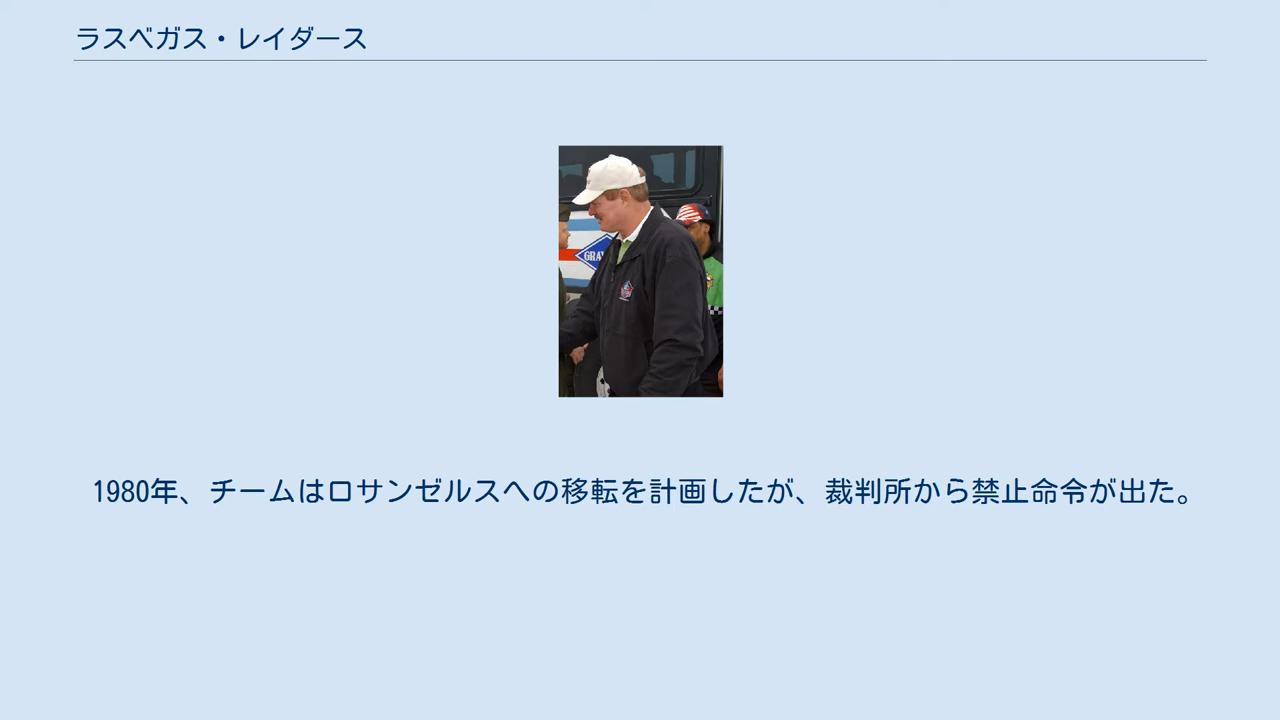 ラスベガス・レイダース
GRAY
1980年、チームはロサンゼルスへの移転を計画したが、裁判所から禁止命令が出た。